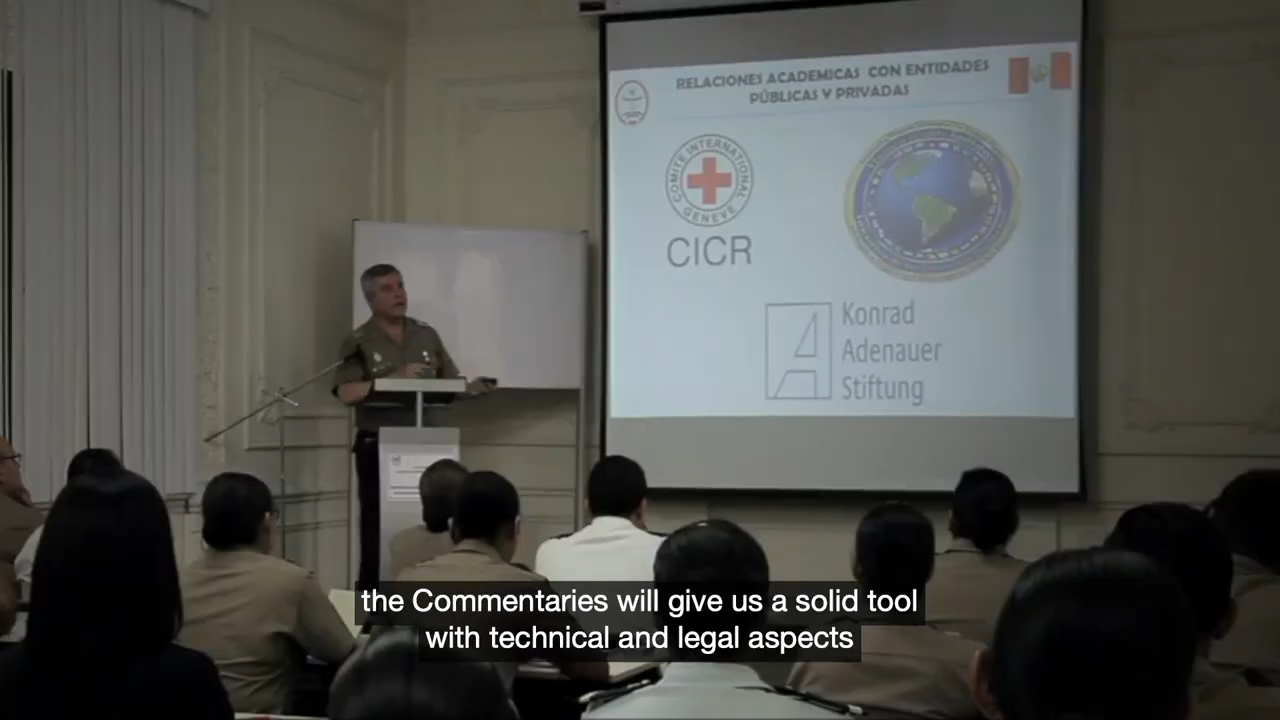 RELACIONES ACADEMICAS CON ENTIDADES
PÚBLICAS Y PRIVADAS
COMITE INTERNATIONAL
GENEVE
CICR
Konrad
Adenauer
Stiftung
the Commentaries will give us a solid tool
with technical and legal aspects